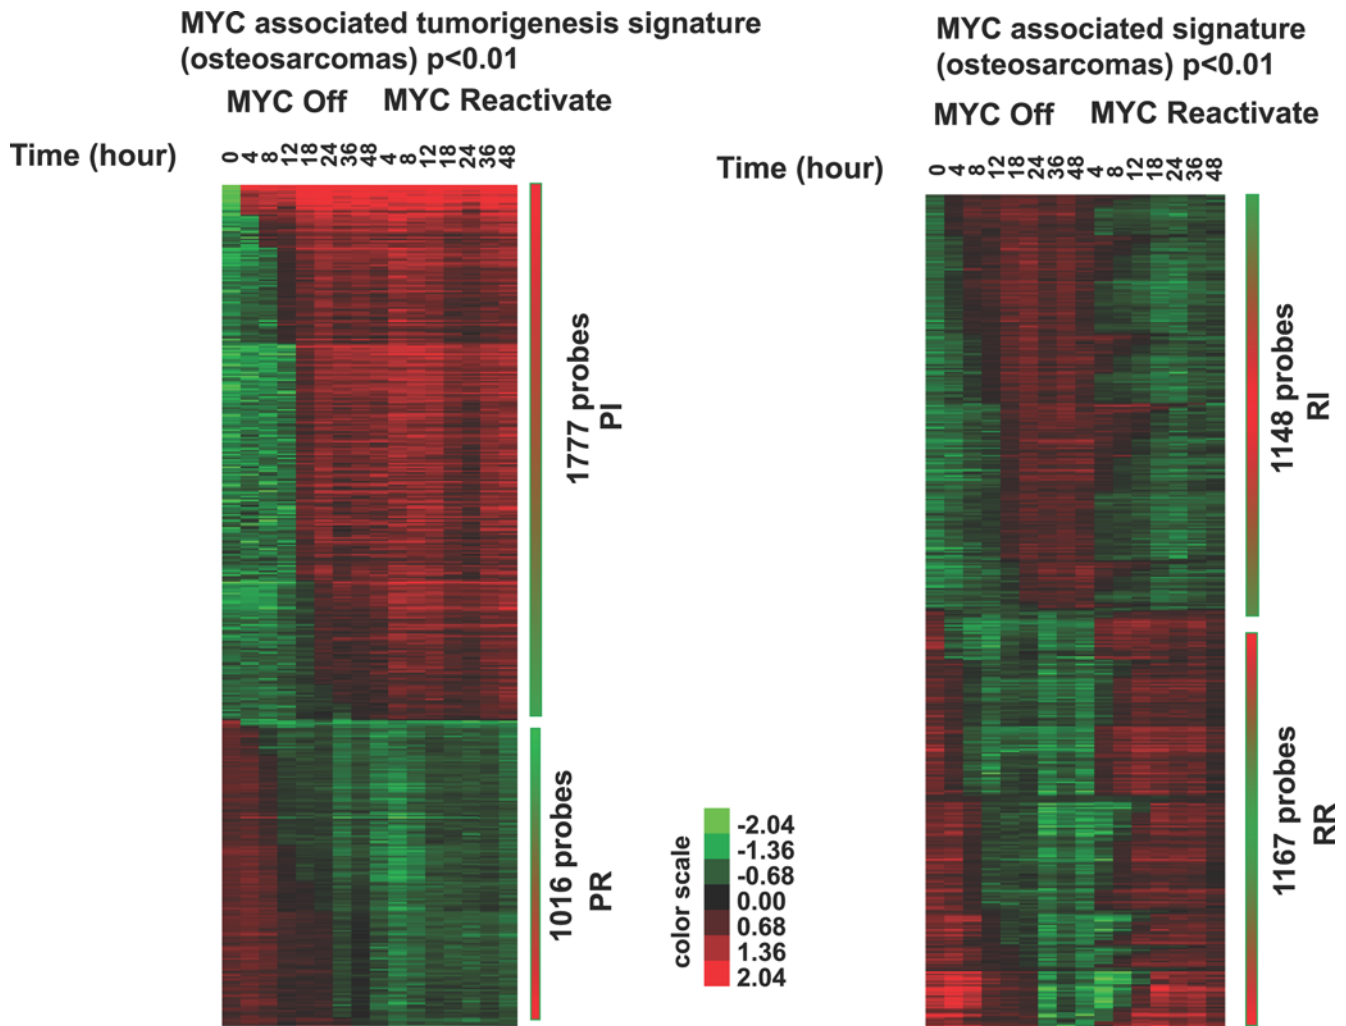 MYC associated tumorigenesis signature
(osteosarcomas) p<0.01
MYC Off MYC Reactivate
Time (hour) 0 4 8 12 18 24 36 48 4 8 12 18 24 36 48
1777 probes
PI
1016 probes
PR
color scale
-2.04
-1.36
-0.68
0.00
0.68
1.36
2.04
MYC associated signature
(osteosarcomas) p<0.01
MYC Off MYC Reactivate
Time (hour) 0 4 8 12 18 24 36 48 4 8 12 18 24 36 48
1148 probes
RI
1167 probes
RR